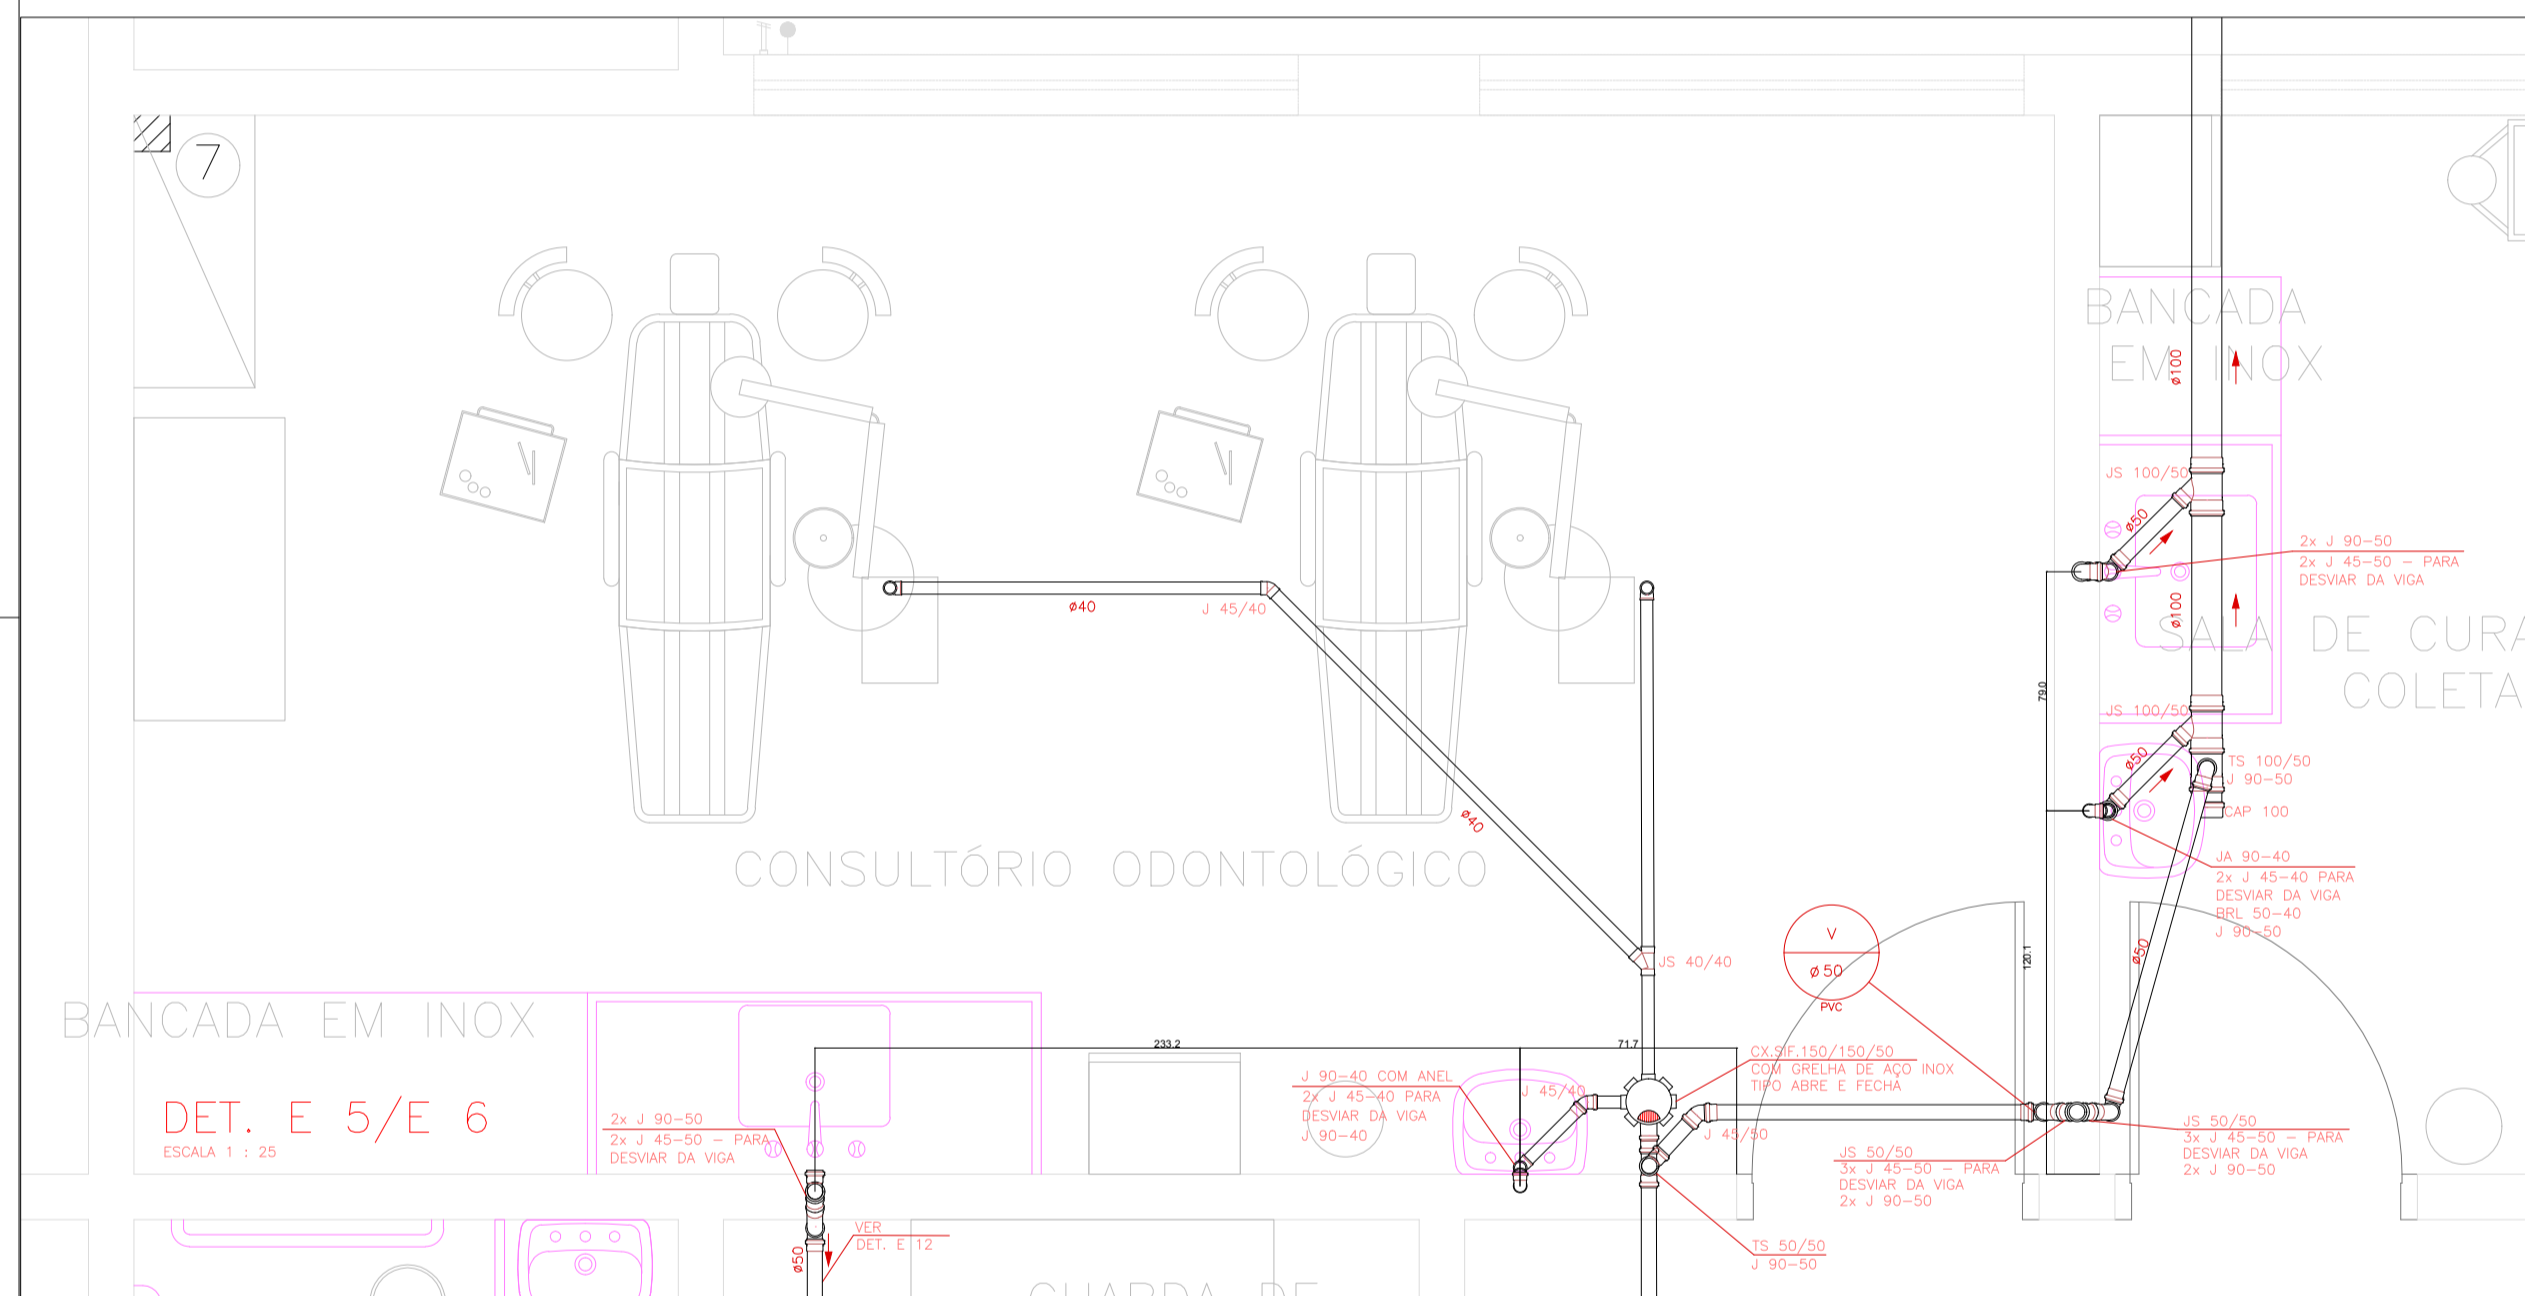 7
BANCADA
EM INOX
ø100
JS 100/50
ø50
2x J 90-50
2x J 45-50 - PARA
DESVIAR DA VIGA
ø40
J 45/40
ø100
SALA DE CURA
COLETA
79.0
JS 100/50
ø50
TS 100/50
J 90-50
CAP 100
ø40
CONSULTÓRIO ODONTOLÓGICO
JA 90-40
2x J 45-40 PARA
DESVIAR DA VIGA
BRL 50-40
J 90-50
V
ø50
PVC
120.1
ø50
JS 40/40
BANCADA EM INOX
233.2
71.7
CX.SIF.150/150/50
COM GRELHA DE AÇO INOX
TIPO ABRE E FECHA
J 90-40 COM ANEL
2x J 45-40 PARA
DESVIAR DA VIGA
J 90-40
J 45/40
DET. E 5/E 6
ESCALA 1 : 25
2x J 90-50
2x J 45-50 - PARA
DESVIAR DA VIGA
J 45/50
JS 50/50
3x J 45-50 - PARA
DESVIAR DA VIGA
2x J 90-50
JS 50/50
3x J 45-50 - PARA
DESVIAR DA VIGA
2x J 90-50
VER
DET. E 12
ø50
TS 50/50
J 90-50
GUARDA DE